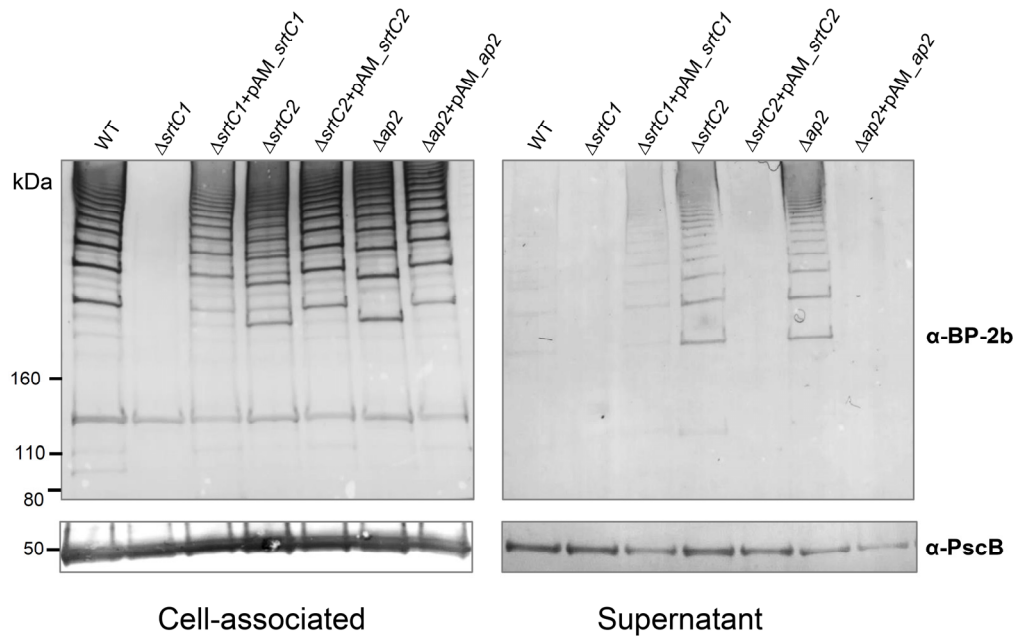 WT ΔsrtC1 ΔsrtC1+pAM_srtC1 ΔsrtC2 ΔsrtC2+pAM_srtC2 Δap2 Δap2+pAM_ap2
WT ΔsrtC1 ΔsrtC1+pAM_srtC1 ΔsrtC2 ΔsrtC2+pAM_srtC2 Δap2 Δap2+pAM_ap2
kDa
α-BP-2b
160
110
80
50
α-PscB
Cell-associated
Supernatant